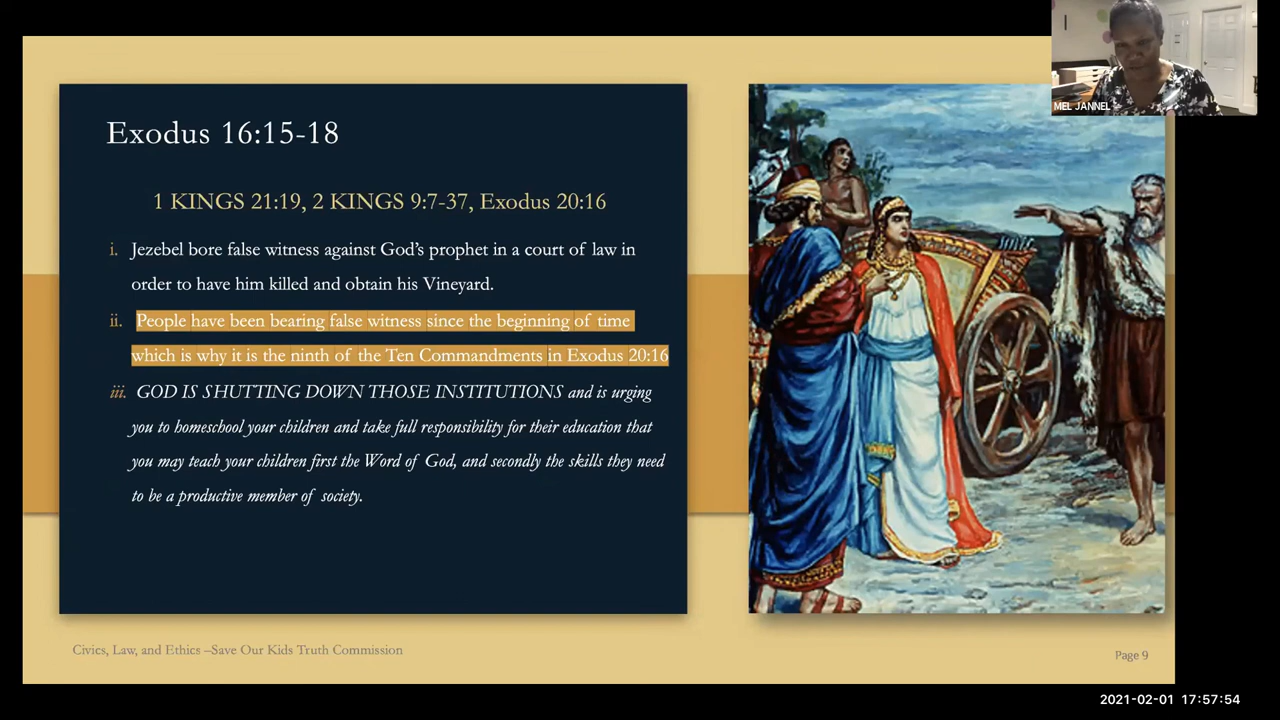 MEL JANNEL
Exodus 16:15-18
1 KINGS 21:19, 2 KINGS 9:7-37, Exodus 20:16
i. Jezebel bore false witness against God’s prophet in a court of law in
order to have him killed and obtain his Vineyard.
ii. People have been bearing false witness since the beginning of time
which is why it is the ninth of the Ten Commandments in Exodus 20:16
iii. GOD IS SHUTTING DOWN THOSE INSTITUTIONS and is urging
you to homeschool your children and take full responsibility for their education that
you may teach your children first the Word of God, and secondly the skills they need
to be a productive member of society.
Civics, Law, and Ethics –Save Our Kids Truth Commission
Page 9
2021-02-01 17:57:54